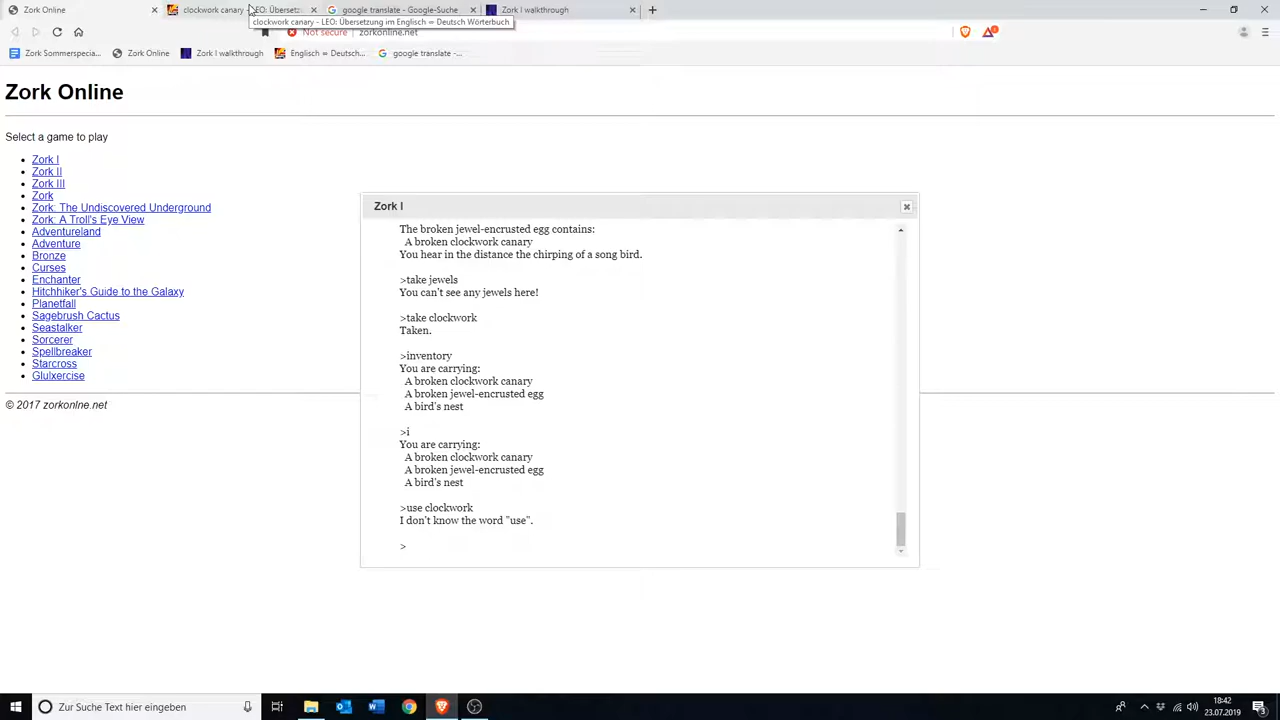 Zork Online
clockwork canary - LEO: Übersetz
google translate - Google-Suche
Zork I walkthrough
clockwork canary - LEO: Übersetzung im Englisch ⇔ Deutsch Wörterbuch
Not secure
zorkonline.net
Zork Sommerspecia...
Zork Online
Zork I walkthrough
Englisch ⇔ Deutsch...
google translate -...
Zork Online
Select a game to play
Zork I
Zork II
Zork III
Zork
Zork: The Undiscovered Underground
Zork: A Troll's Eye View
Adventureland
Adventure
Bronze
Curses
Enchanter
Hitchhiker's Guide to the Galaxy
Planetfall
Sagebrush Cactus
Seastalker
Sorcerer
Spellbreaker
Starcross
Glulxercise
© 2017 zorkonlne.net
Zork I
The broken jewel-encrusted egg contains:
A broken clockwork canary
You hear in the distance the chirping of a song bird.
>take jewels
You can't see any jewels here!
>take clockwork
Taken.
>inventory
You are carrying:
A broken clockwork canary
A broken jewel-encrusted egg
A bird's nest
>i
You are carrying:
A broken clockwork canary
A broken jewel-encrusted egg
A bird's nest
>use clockwork
I don't know the word "use".
>
Zur Suche Text hier eingeben
18:42
23.07.2019
3